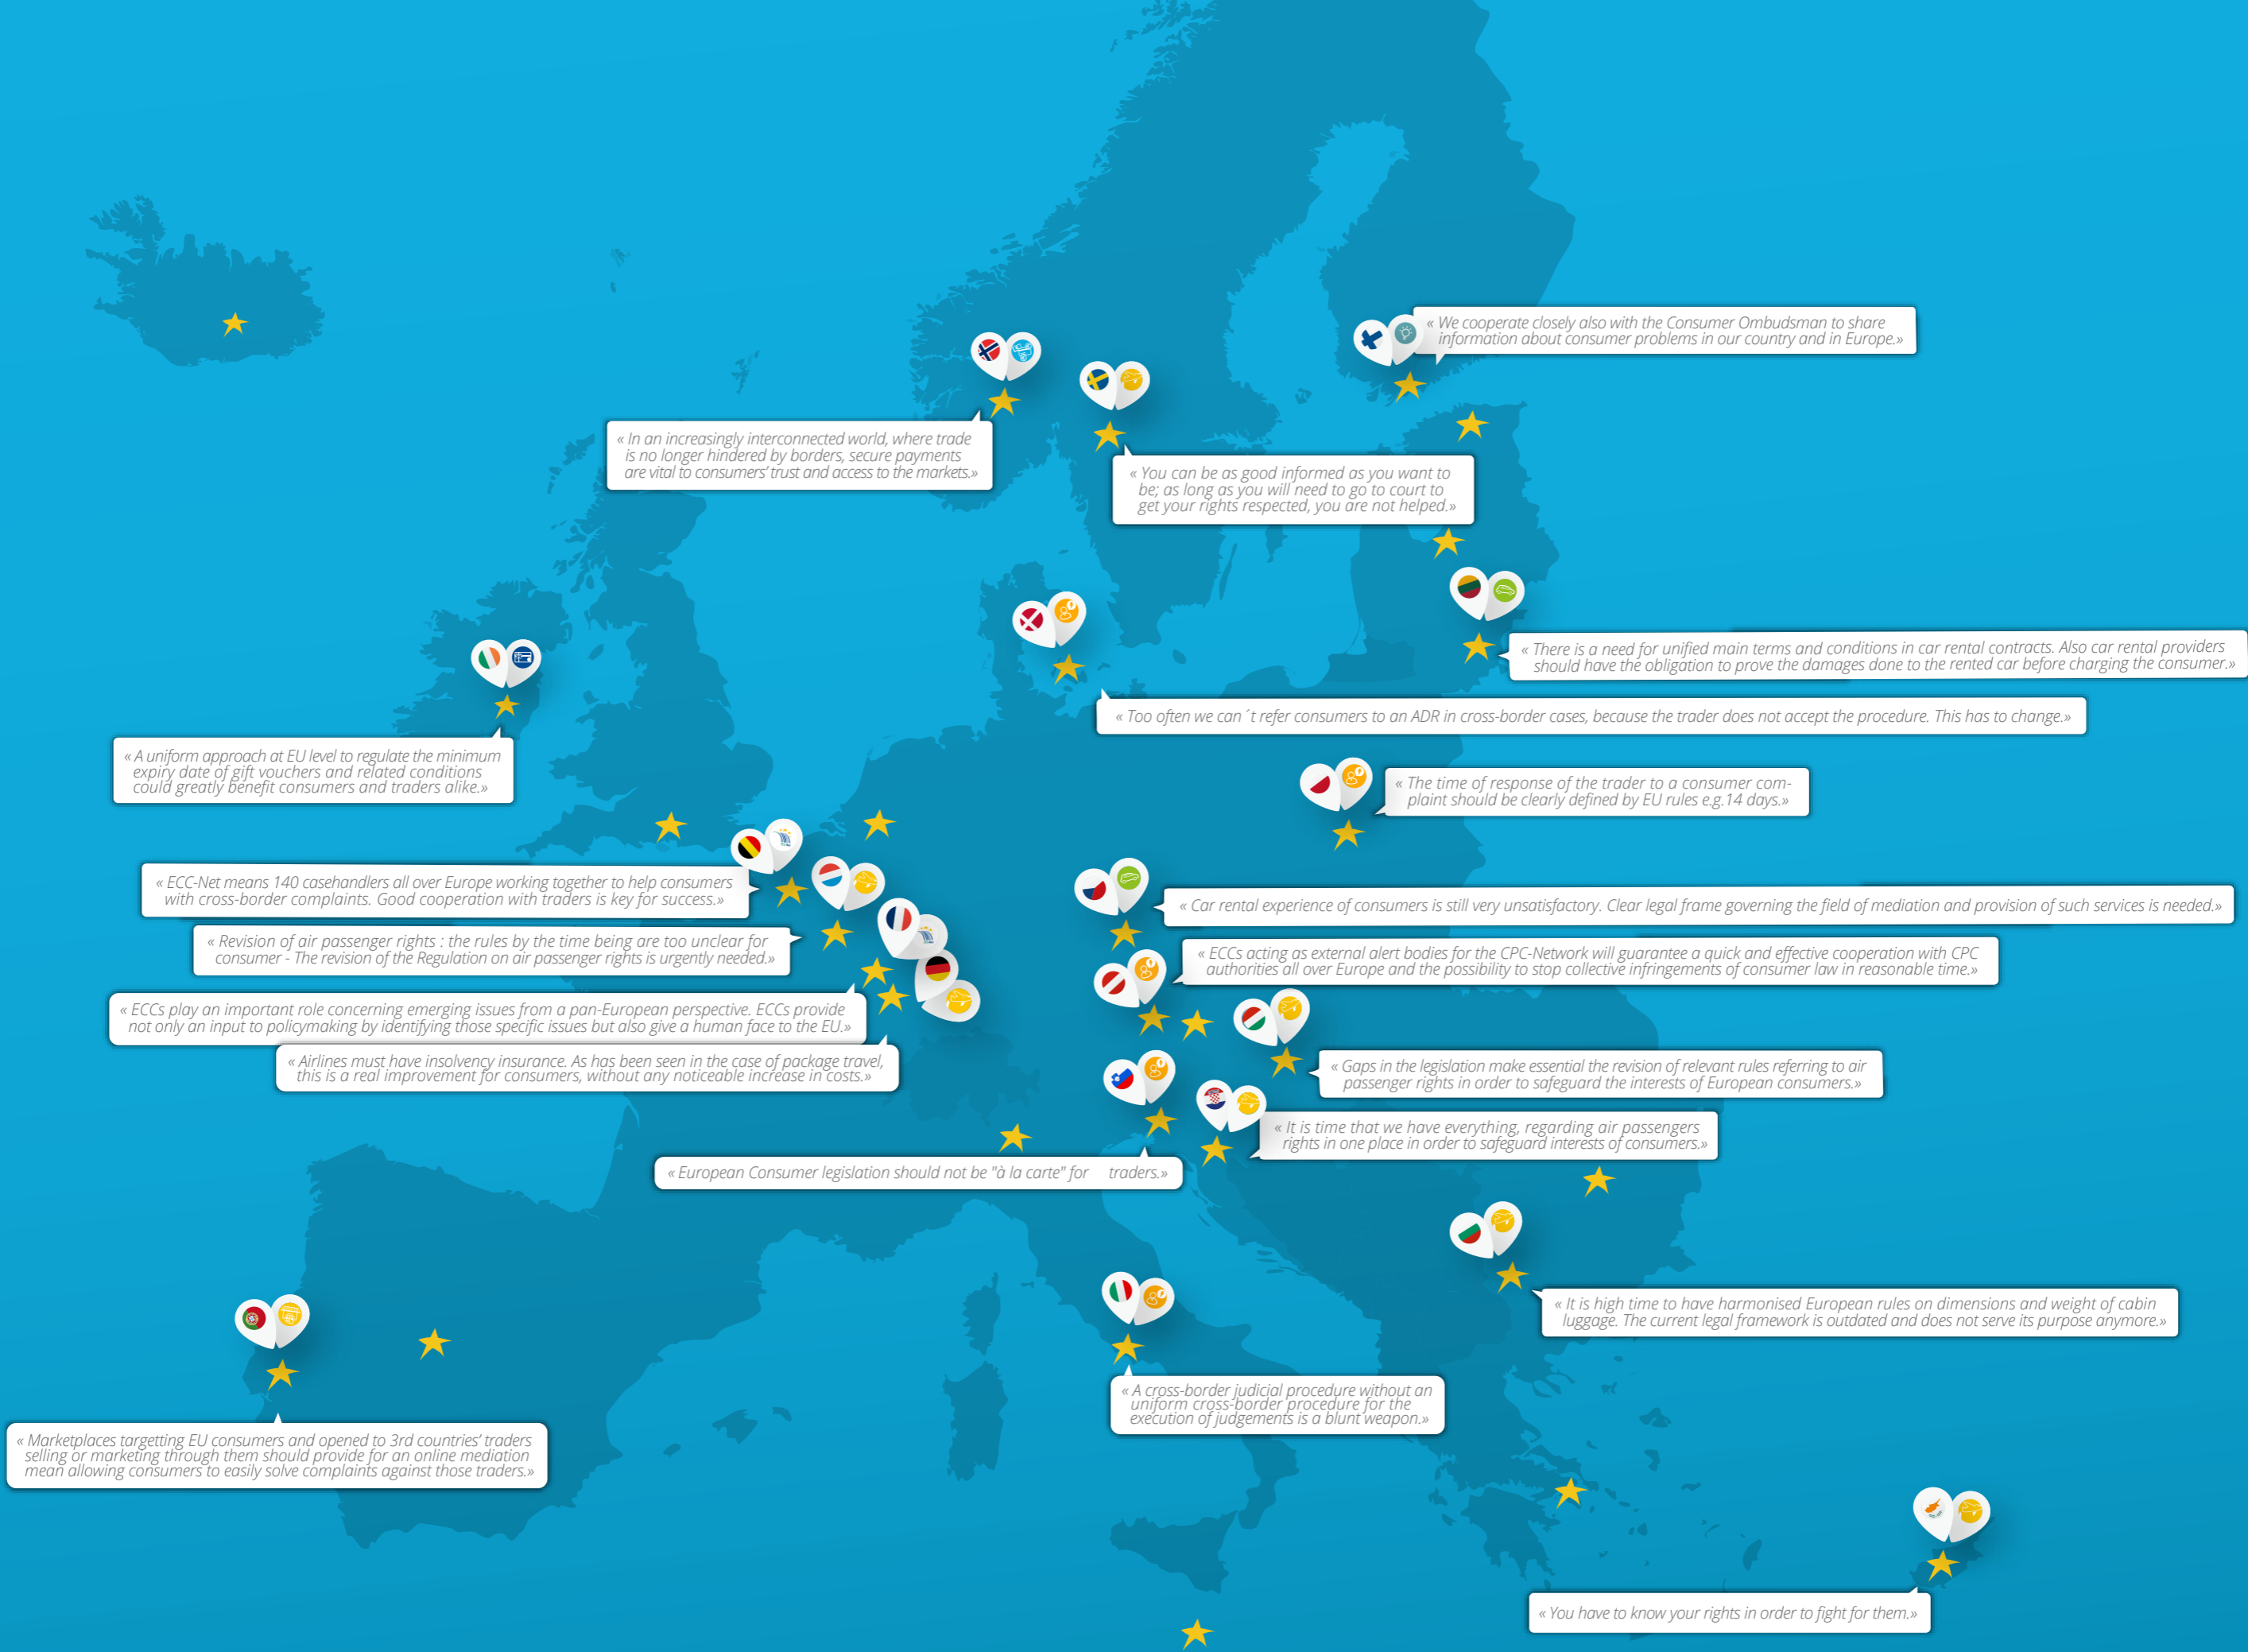 « We cooperate closely also with the Consumer Ombudsman to share
information about consumer problems in our country and in Europe.»
« In an increasingly interconnected world, where trade
is no longer hindered by borders, secure payments
are vital to consumers’ trust and access to the markets.»
« You can be as good informed as you want to
be; as long as you will need to go to court to
get your rights respected, you are not helped.»
« There is a need for unified main terms and conditions in car rental contracts. Also car rental providers
should have the obligation to prove the damages done to the rented car before charging the consumer.»
« Too often we can´t refer consumers to an ADR in cross-border cases, because the trader does not accept the procedure. This has to change.»
« A uniform approach at EU level to regulate the minimum
expiry date of gift vouchers and related conditions
could greatly benefit consumers and traders alike.»
« The time of response of the trader to a consumer com-
plaint should be clearly defined by EU rules e.g.14 days.»
« ECC-Net means 140 casehandlers all over Europe working together to help consumers
with cross-border complaints. Good cooperation with traders is key for success.»
« Car rental experience of consumers is still very unsatisfactory. Clear legal frame governing the field of mediation and provision of such services is needed.»
« Revision of air passenger rights : the rules by the time being are too unclear for
consumer - The revision of the Regulation on air passenger rights is urgently needed.»
« ECCs acting as external alert bodies for the CPC-Network will guarantee a quick and effective cooperation with CPC
authorities all over Europe and the possibility to stop collective infringements of consumer law in reasonable time.»
« ECCs play an important role concerning emerging issues from a pan-European perspective. ECCs provide
not only an input to policymaking by identifying those specific issues but also give a human face to the EU.»
« Airlines must have insolvency insurance. As has been seen in the case of package travel,
this is a real improvement for consumers, without any noticeable increase in costs.»
« Gaps in the legislation make essential the revision of relevant rules referring to air
passenger rights in order to safeguard the interests of European consumers.»
« It is time that we have everything, regarding air passengers
rights in one place in order to safeguard interests of consumers.»
« European Consumer legislation should not be "à la carte" for traders.»
« It is high time to have harmonised European rules on dimensions and weight of cabin
luggage. The current legal framework is outdated and does not serve its purpose anymore.»
« A cross-border judicial procedure without an
uniform cross-border procedure for the
execution of judgements is a blunt weapon.»
« Marketplaces targetting EU consumers and opened to 3rd countries’ traders
selling or marketing through them should provide for an online mediation
mean allowing consumers to easily solve complaints against those traders.»
« You have to know your rights in order to fight for them.»